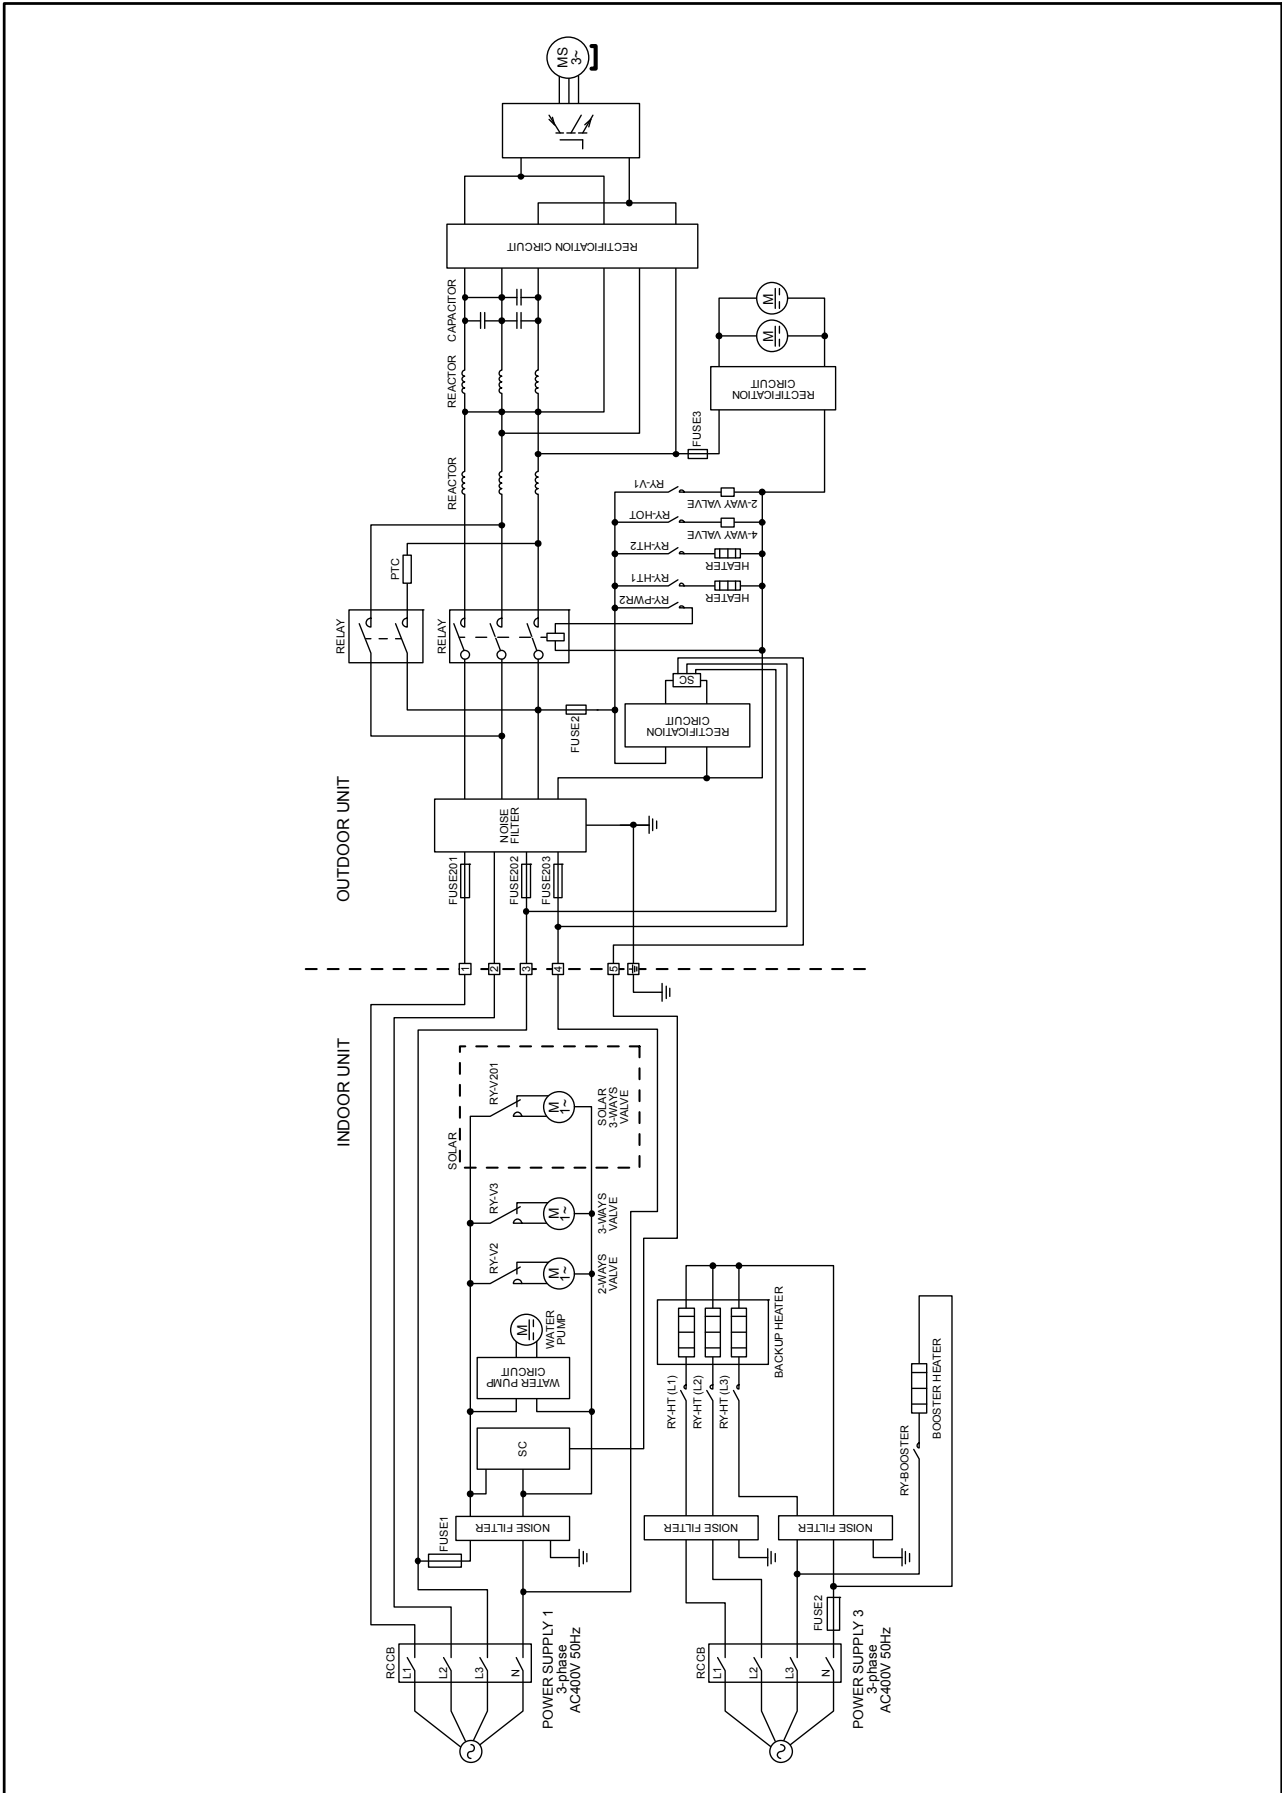 MS
3~
RECTIFICATION CIRCUIT
CAPACITOR
REACTOR
M
M
RECTIFICATION
CIRCUIT
FUSE3
REACTOR
RY-V1
2-WAY VALVE
RY-HOT
4-WAY VALVE
RY-HT2
HEATER
RY-HT1
HEATER
RY-PWR2
PTC
RELAY
RELAY
SC
RECTIFICATION
CIRCUIT
FUSE2
OUTDOOR UNIT
NOISE
FILTER
FUSE201
FUSE202
FUSE203
1
2
3
4
5
INDOOR UNIT
SOLAR
RY-V201
M
1~
SOLAR
3-WAYS
VALVE
RY-V3
M
1~
3-WAYS
VALVE
RY-V2
M
1~
2-WAYS
VALVE
M
WATER
PUMP
WATER PUMP
CIRCUIT
SC
NOISE FILTER
FUSE1
BACKUP HEATER
RY-HT (L1)
RY-HT (L2)
RY-HT (L3)
BOOSTER HEATER
RY-BOOSTER
NOISE FILTER
NOISE FILTER
FUSE2
RCCB
L1
L2
L3
N
POWER SUPPLY 1
3-phase
AC400V 50Hz
RCCB
L1
L2
L3
N
POWER SUPPLY 3
3-phase
AC400V 50Hz